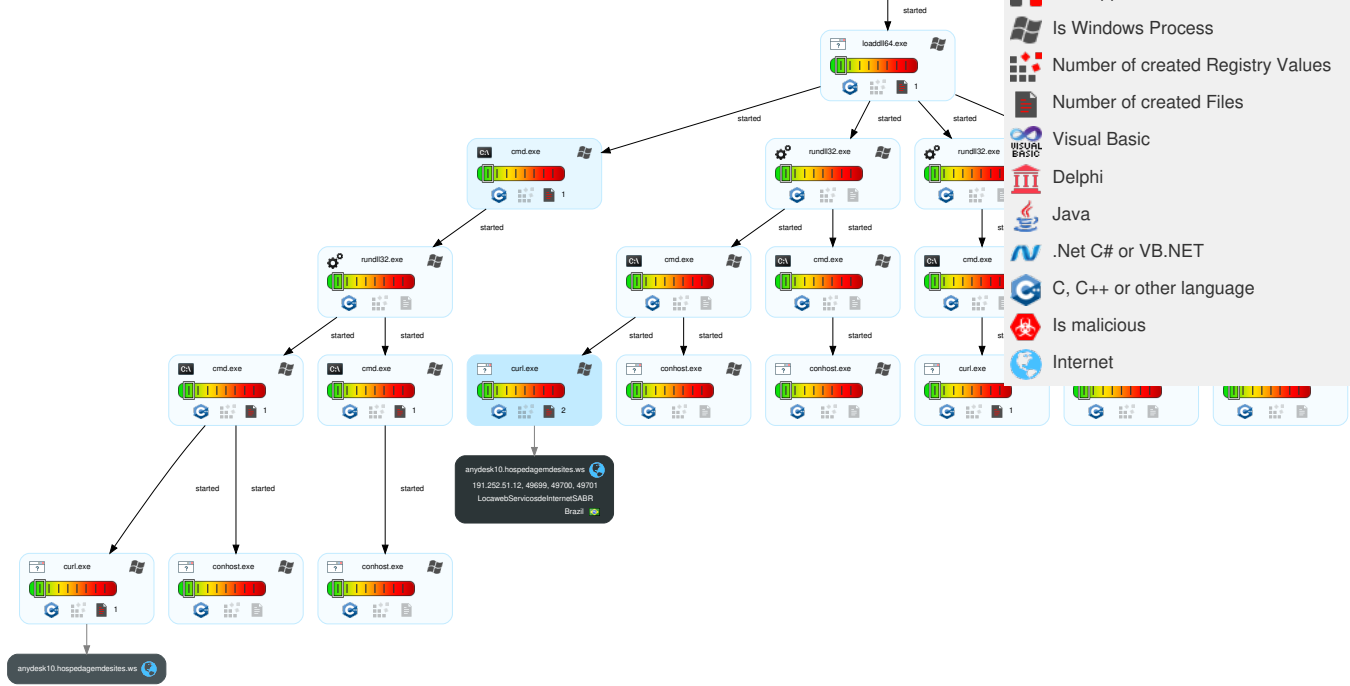 started
loaddll64.exe
1
Is Windows Process
Number of created Registry Values
Number of created Files
Visual Basic
VISUAL
BASIC
Delphi
Java
.Net C# or VB.NET
C, C++ or other language
Is malicious
Internet
started
started
started
C:\
cmd.exe
1
rundll32.exe
rundll32.exe
started
started
started
rundll32.exe
C:\
cmd.exe
C:\
cmd.exe
C:\
cmd.exe
started
started
started
started
started
C:\
cmd.exe
1
C:\
cmd.exe
1
curl.exe
2
conhost.exe
conhost.exe
curl.exe
1
started
started
started
anydesk10.hospedagemdesites.ws
191.252.51.12, 49699, 49700, 49701
LocawebServicosdeInternetSABR
Brazil
curl.exe
1
conhost.exe
conhost.exe
anydesk10.hospedagemdesites.ws